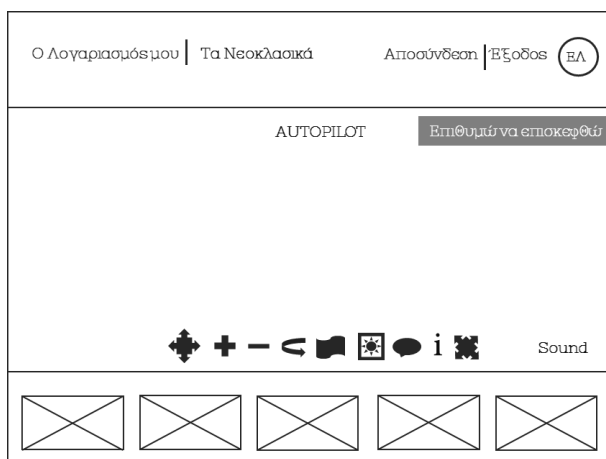 Ο Λογαριασμός μου | Τα Νεοκλασικά Αποσύνδεση | Έξοδος ΕΛ
AUTOPILOT Επιθυμώ να επισκεφθώ
i Sound